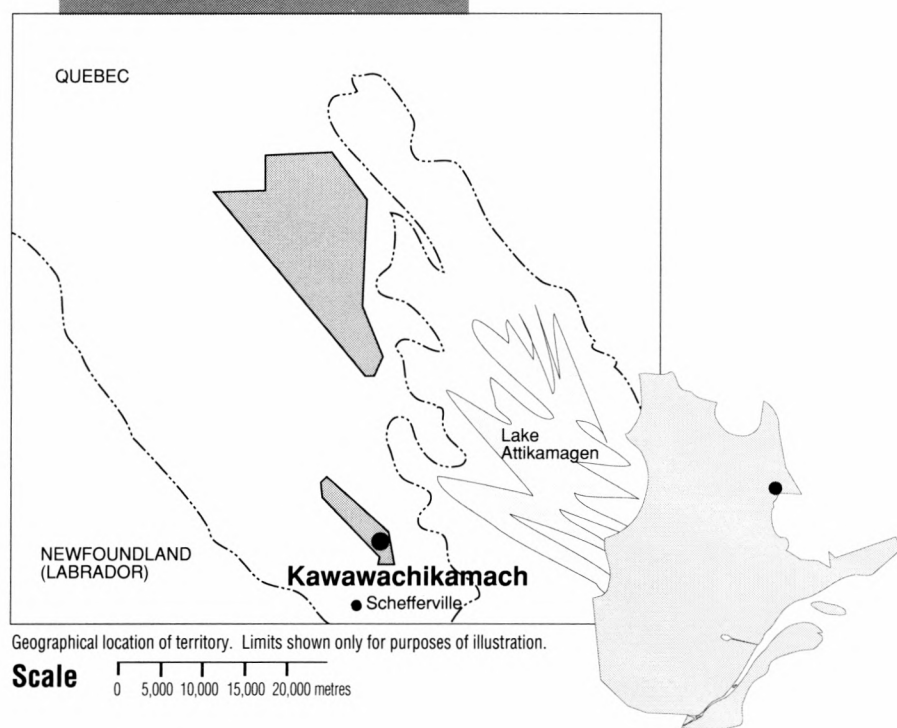 QUEBEC
Lake
Attikamagen
NEWFOUNDLAND
(LABRADOR)
Kawawachikamach
Schefferville
Geographical location of territory. Limits shown only for purposes of illustration.
Scale
0 5,000 10,000 15,000 20,000 metres